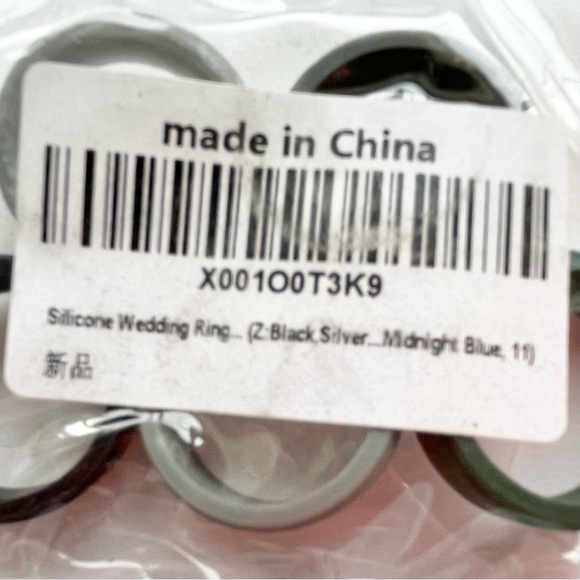 made in China
X001O0T3K9
Silicone Wedding Ring... (Z:Black,Silver...Midnight Blue, 11)
新品